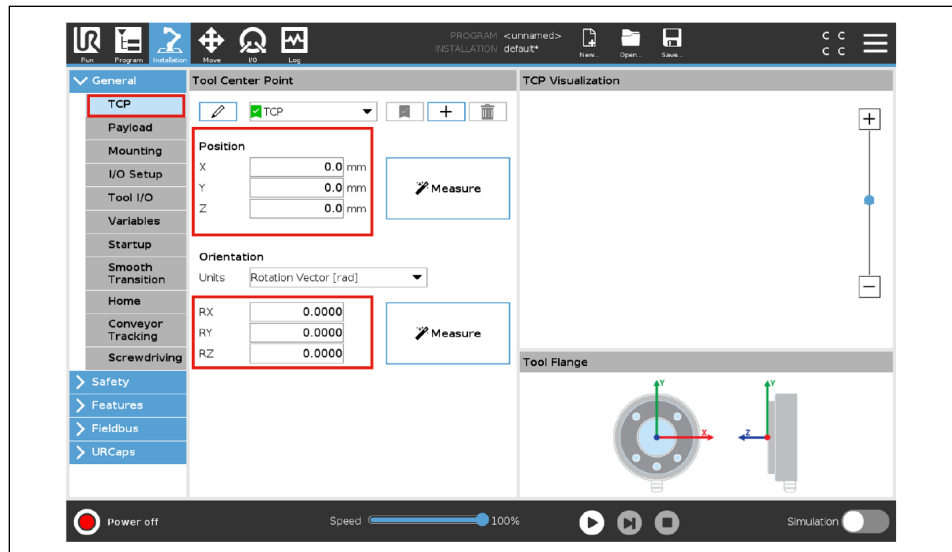 UR
PROGRAM <unnamed>
INSTALLATION default*
Run Program Installation Move I/O Log New... Open... Save...
C C
C C
General
TCP
Payload
Mounting
I/O Setup
Tool I/O
Variables
Startup
Smooth
Transition
Home
Conveyor
Tracking
Screwdriving
Safety
Features
Fieldbus
URCaps
Tool Center Point
TCP
Position
X 0.0 mm
Y 0.0 mm
Z 0.0 mm
Measure
Orientation
Units Rotation Vector [rad]
RX 0.0000
RY 0.0000
RZ 0.0000
Measure
TCP Visualization
Tool Flange
Y
X
Y
Z
Power off
Speed 100%
Simulation